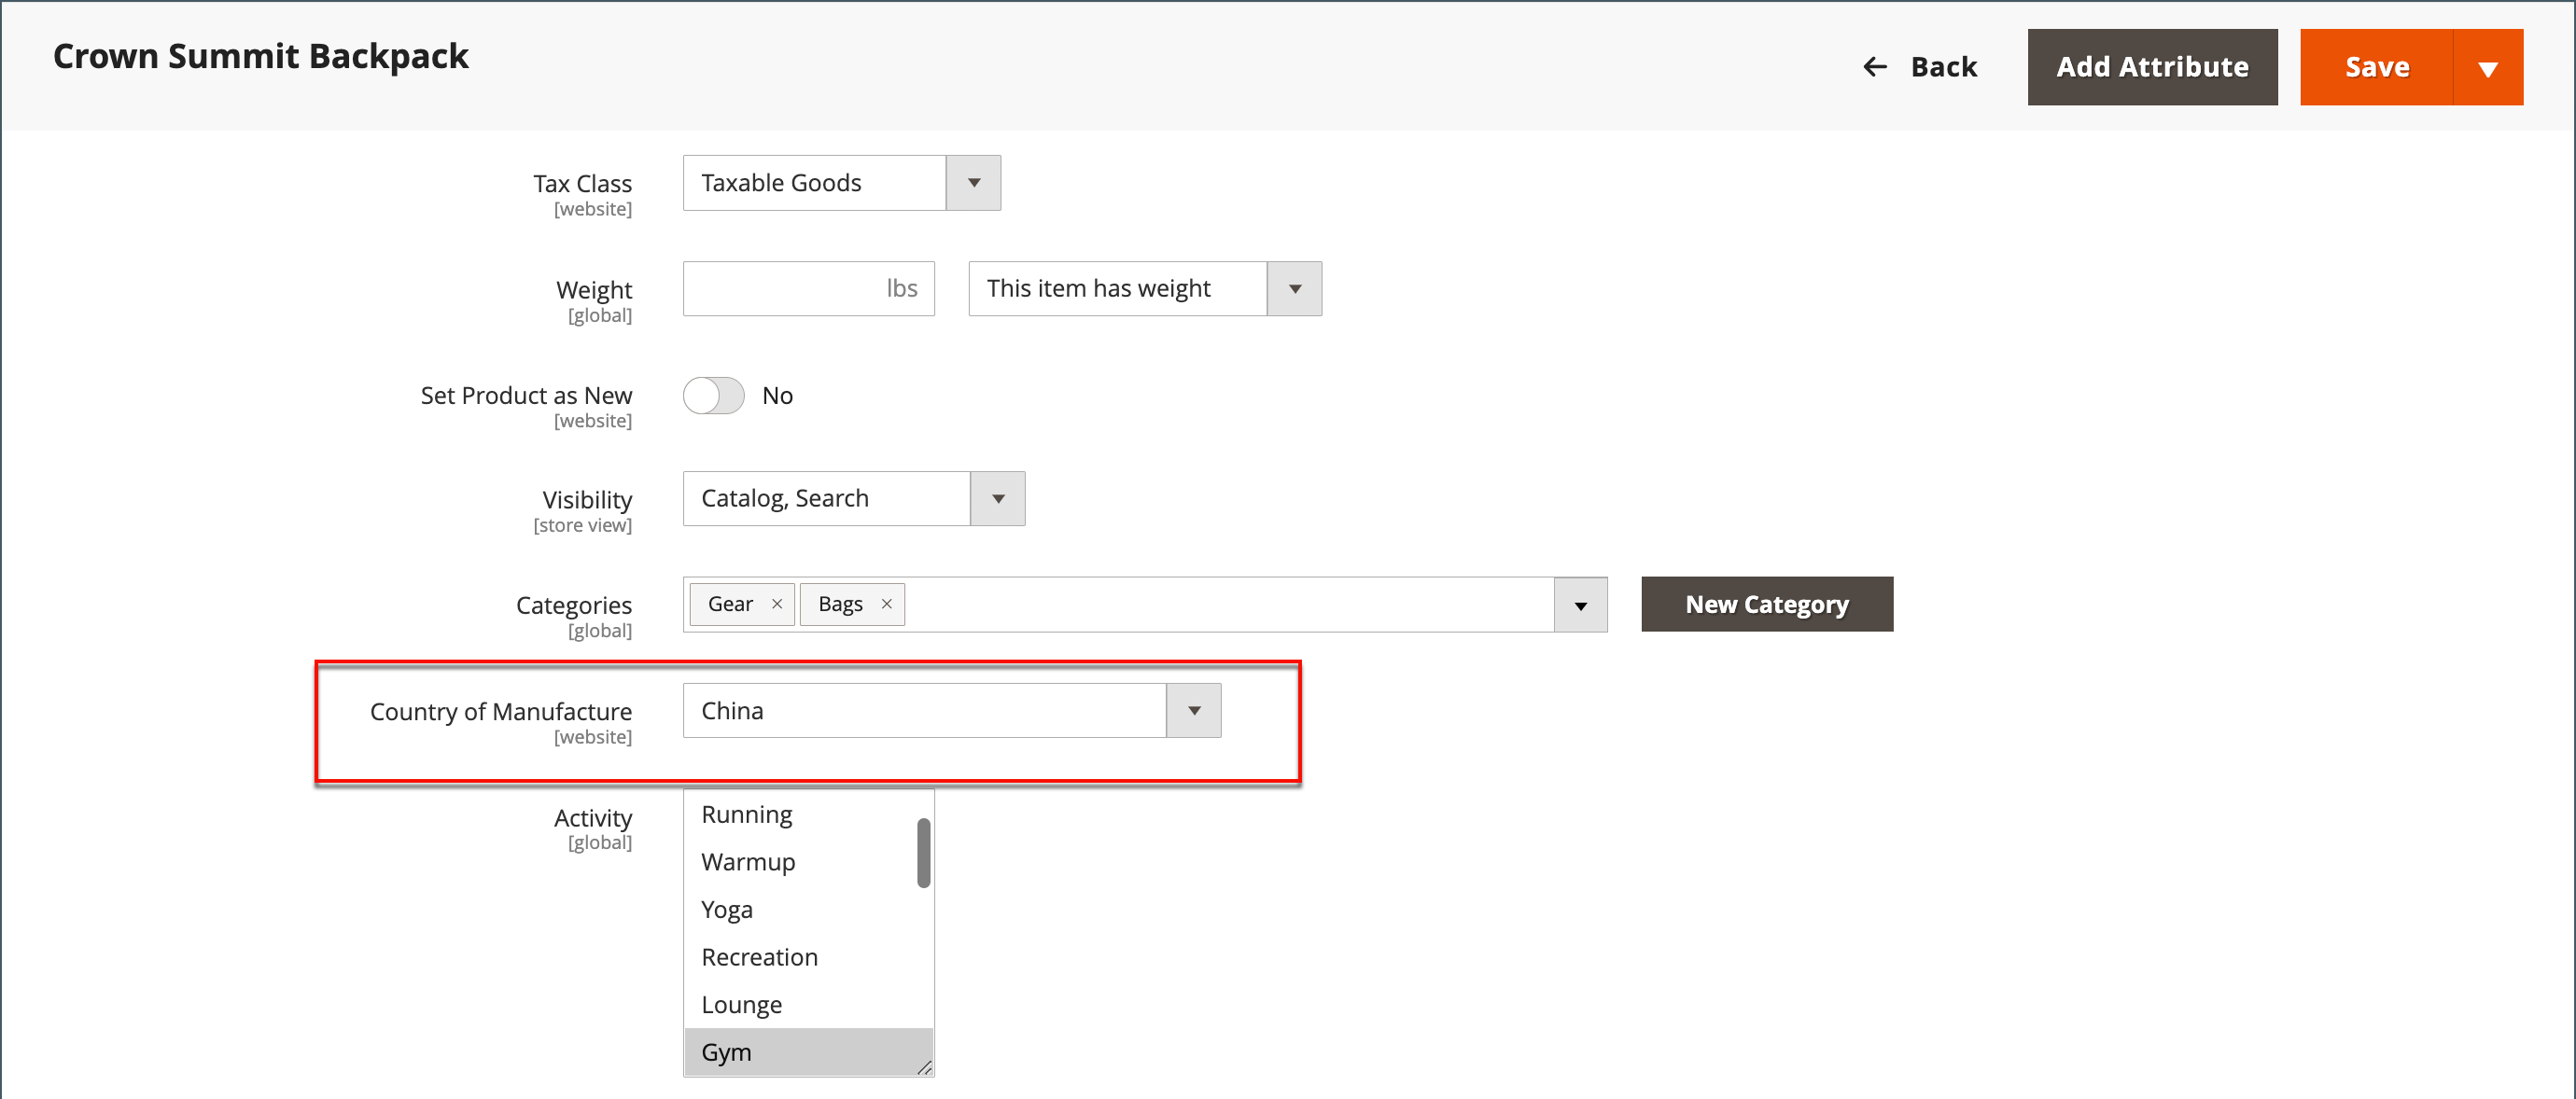 Crown Summit Backpack
← Back
Add Attribute
Save
Tax Class
[website]
Taxable Goods
Weight
[global]
lbs
This item has weight
Set Product as New
[website]
No
Visibility
[store view]
Catalog, Search
Categories
[global]
Gear ×
Bags ×
New Category
Country of Manufacture
[website]
China
Activity
[global]
Running
Warmup
Yoga
Recreation
Lounge
Gym